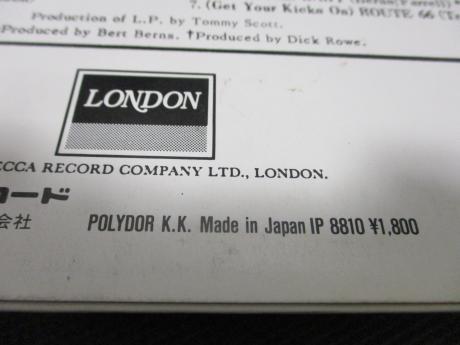 7. (Get Your Kicks On) ROUTE 66
Production of L.P. by Tommy Scott.
Produced by Bert Berns. †Produced by Dick Rowe.
LONDON
ECCA RECORD COMPANY LTD., LONDON.
コード
会社 POLYDOR K.K. Made in Japan IP 8810 ¥1,800